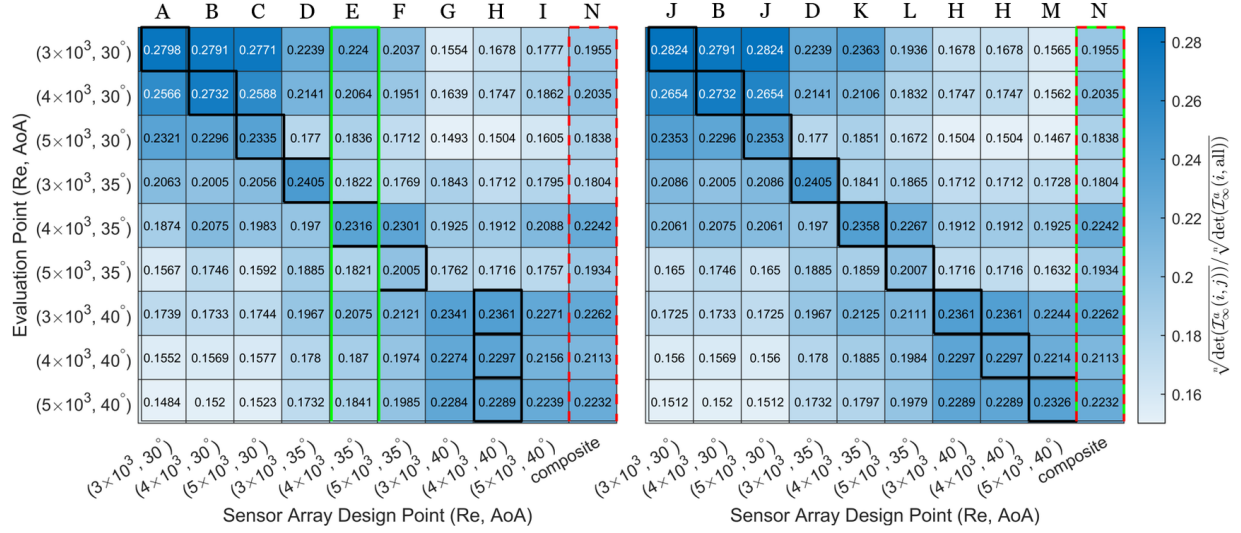 A B C D E F G H I N
J B J D K L H H M N
Evaluation Point (Re, AoA)
(3×10³, 30°) 0.2798 0.2791 0.2771 0.2239 0.224 0.2037 0.1554 0.1678 0.1777 0.1955
0.2824 0.2791 0.2824 0.2239 0.2363 0.1936 0.1678 0.1678 0.1565 0.1955
(4×10³, 30°) 0.2566 0.2732 0.2588 0.2141 0.2064 0.1951 0.1639 0.1747 0.1862 0.2035
0.2654 0.2732 0.2654 0.2141 0.2106 0.1832 0.1747 0.1747 0.1562 0.2035
(5×10³, 30°) 0.2321 0.2296 0.2335 0.177 0.1836 0.1712 0.1493 0.1504 0.1605 0.1838
0.2353 0.2296 0.2353 0.177 0.1851 0.1672 0.1504 0.1504 0.1467 0.1838
(3×10³, 35°) 0.2063 0.2005 0.2056 0.2405 0.1822 0.1769 0.1843 0.1712 0.1795 0.1804
0.2086 0.2005 0.2086 0.2405 0.1841 0.1865 0.1712 0.1712 0.1728 0.1804
(4×10³, 35°) 0.1874 0.2075 0.1983 0.197 0.2316 0.2301 0.1925 0.1912 0.2088 0.2242
0.2061 0.2075 0.2061 0.197 0.2358 0.2267 0.1912 0.1912 0.1925 0.2242
(5×10³, 35°) 0.1567 0.1746 0.1592 0.1885 0.1821 0.2005 0.1762 0.1716 0.1757 0.1934
0.165 0.1746 0.165 0.1885 0.1859 0.2007 0.1716 0.1716 0.1632 0.1934
(3×10³, 40°) 0.1739 0.1733 0.1744 0.1967 0.2075 0.2121 0.2341 0.2361 0.2271 0.2262
0.1725 0.1733 0.1725 0.1967 0.2125 0.2111 0.2361 0.2361 0.2244 0.2262
(4×10³, 40°) 0.1552 0.1569 0.1577 0.178 0.187 0.1974 0.2274 0.2297 0.2156 0.2113
0.156 0.1569 0.156 0.178 0.1885 0.1984 0.2297 0.2297 0.2214 0.2113
(5×10³, 40°) 0.1484 0.152 0.1523 0.1732 0.1841 0.1985 0.2284 0.2289 0.2239 0.2232
0.1512 0.152 0.1512 0.1732 0.1797 0.1979 0.2289 0.2289 0.2326 0.2232
(3×10³, 30°) (4×10³, 30°) (5×10³, 30°) (3×10³, 35°) (4×10³, 35°) (5×10³, 35°) (3×10³, 40°) (4×10³, 40°) (5×10³, 40°) composite
(3×10³, 30°) (4×10³, 30°) (5×10³, 30°) (3×10³, 35°) (4×10³, 35°) (5×10³, 35°) (3×10³, 40°) (4×10³, 40°) (5×10³, 40°) composite
Sensor Array Design Point (Re, AoA)
Sensor Array Design Point (Re, AoA)
0.28
0.26
0.24
0.22
0.2
0.18
0.16